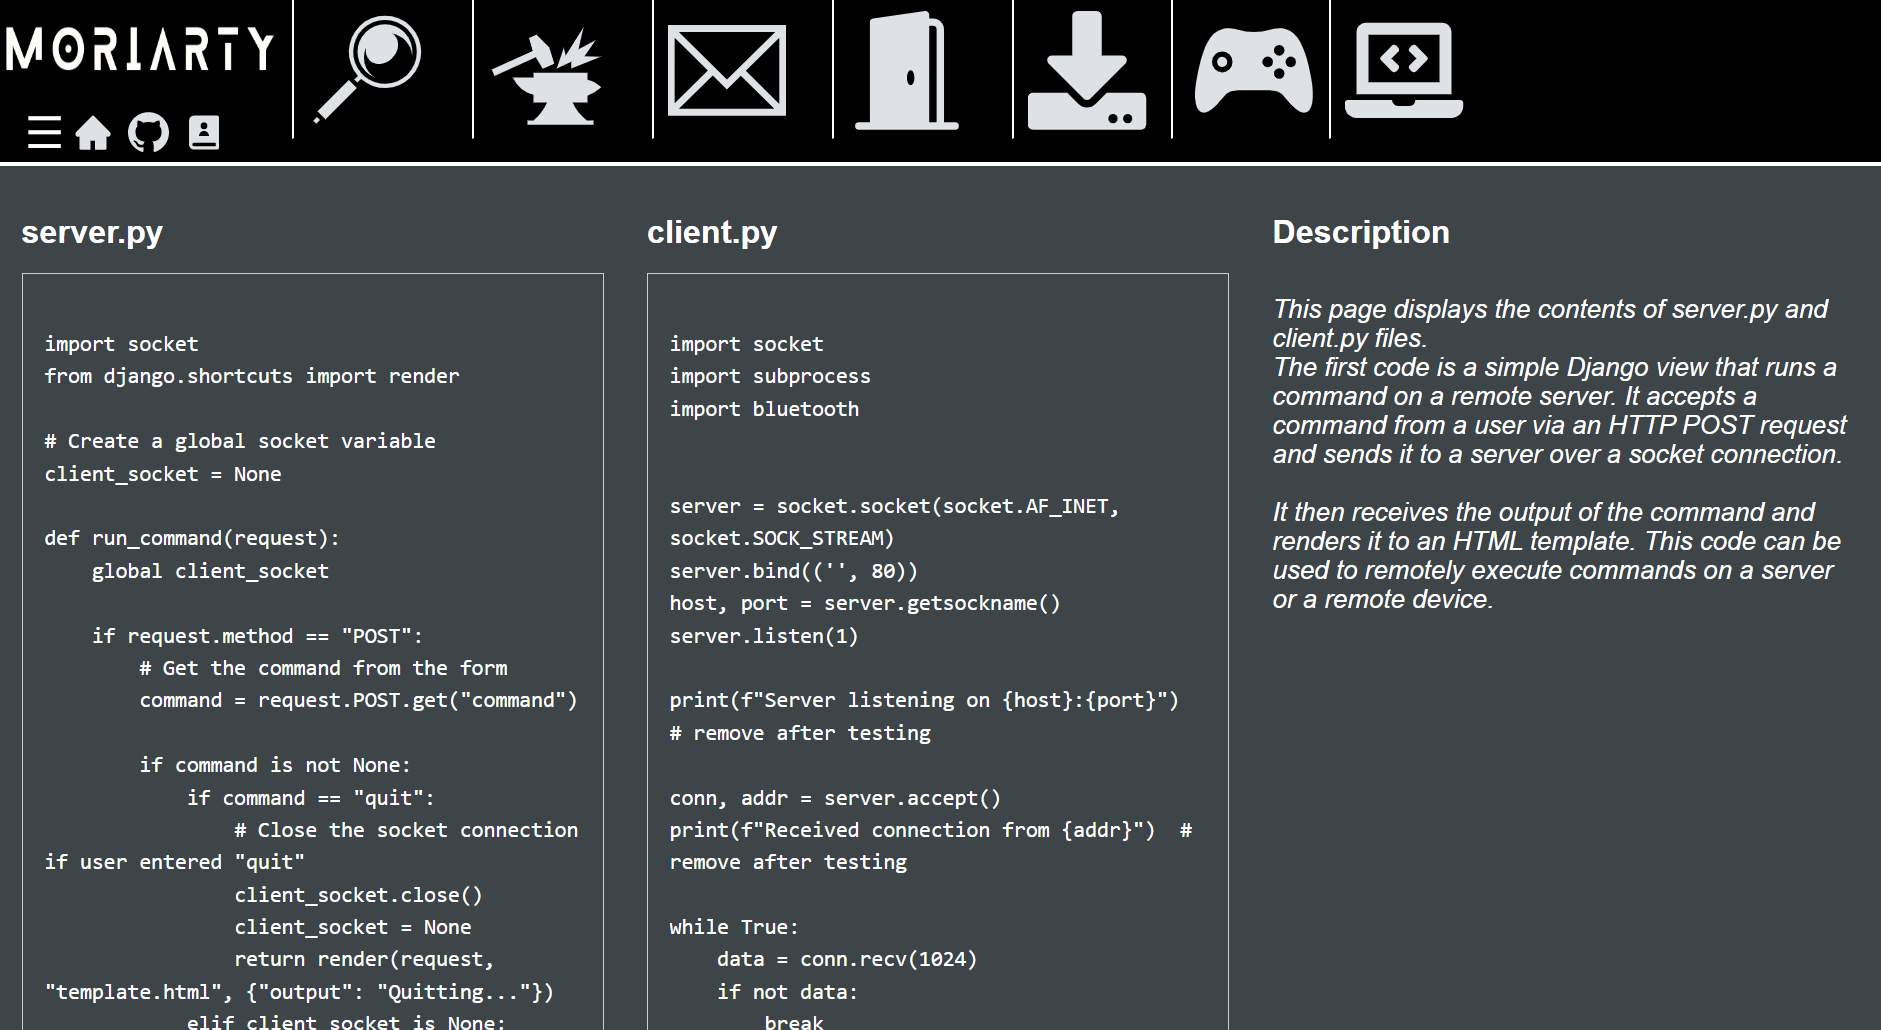 MORIARTY
server.py
import socket
from django.shortcuts import render
# Create a global socket variable
client_socket = None
def run_command(request):
    global client_socket
    if request.method == "POST":
        # Get the command from the form
        command = request.POST.get("command")
        if command is not None:
            if command == "quit":
                # Close the socket connection
if user entered "quit"
                client_socket.close()
                client_socket = None
                return render(request,
"template.html", {"output": "Quitting..."})
            elif client_socket is None:
client.py
import socket
import subprocess
import bluetooth
server = socket.socket(socket.AF_INET,
socket.SOCK_STREAM)
server.bind(('', 80))
host, port = server.getsockname()
server.listen(1)
print(f"Server listening on {host}:{port}")
# remove after testing
conn, addr = server.accept()
print(f"Received connection from {addr}")  #
remove after testing
while True:
    data = conn.recv(1024)
    if not data:
        break
Description
This page displays the contents of server.py and
client.py files.
The first code is a simple Django view that runs a
command on a remote server. It accepts a
command from a user via an HTTP POST request
and sends it to a server over a socket connection.
It then receives the output of the command and
renders it to an HTML template. This code can be
used to remotely execute commands on a server
or a remote device.